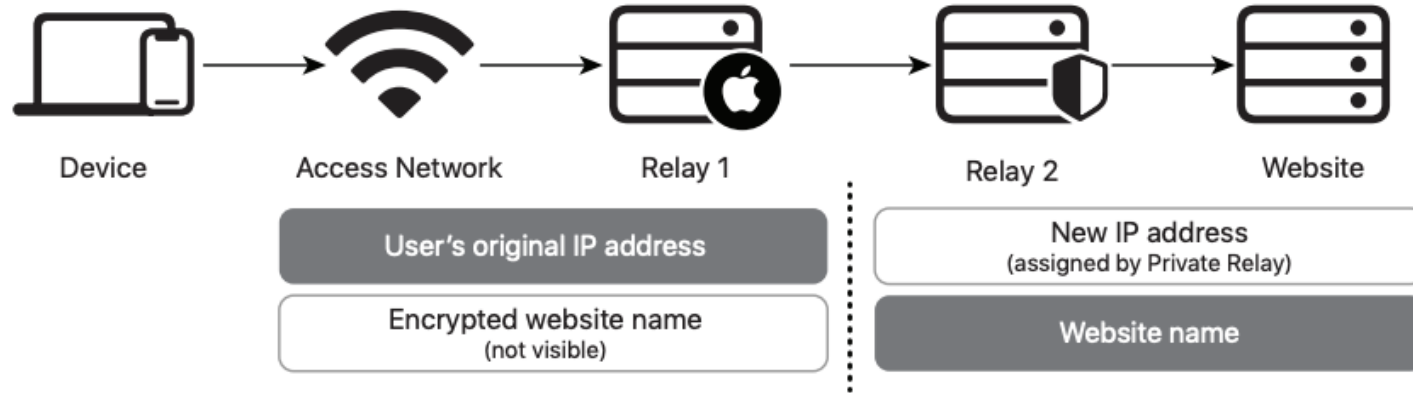 Device
Access Network
Relay 1
Relay 2
Website
User’s original IP address
Encrypted website name
(not visible)
New IP address
(assigned by Private Relay)
Website name